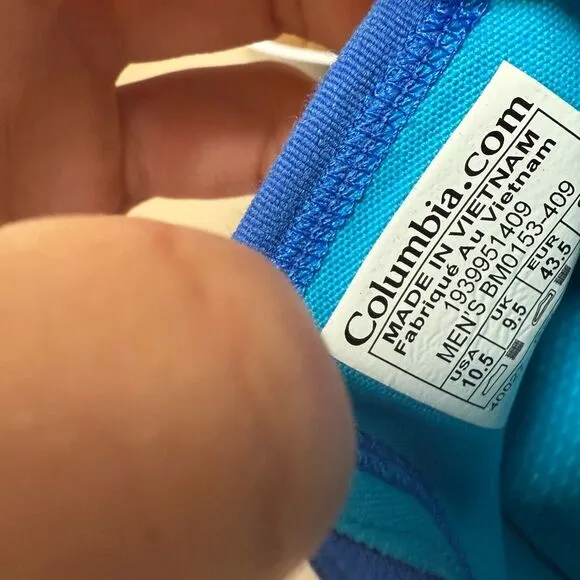 Columbia.com
MADE IN VIETNAM
Fabriqué Au Vietnam
1939951409
MEN'S BM0153-409
USA UK EUR
10.5 9.5 43.5